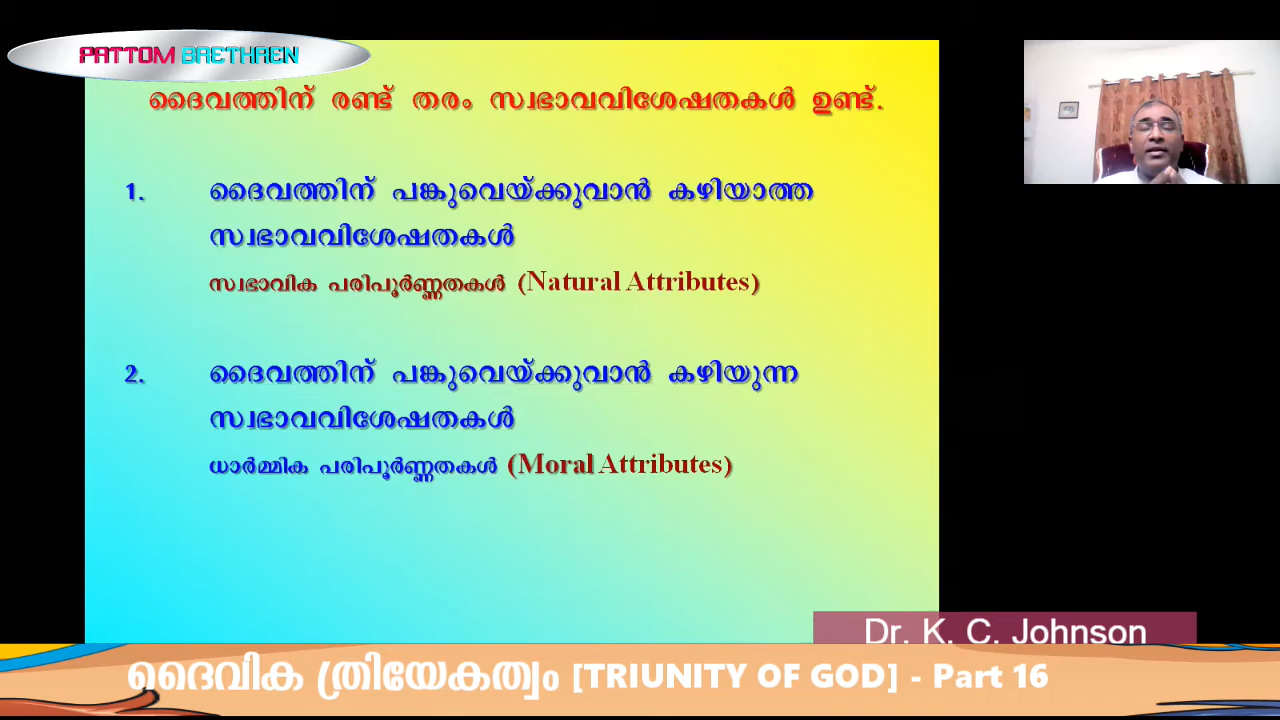 PATTOM BRETHREN
ദൈവത്തിന് രണ്ട് തരം സ്വഭാവവിശേഷതകൾ ഉണ്ട്.
1. ദൈവത്തിന് പങ്കുവെയ്ക്കുവാൻ കഴിയാത്ത
സ്വഭാവവിശേഷതകൾ
സ്വഭാവിക പരിപൂർണ്ണതകൾ (Natural Attributes)
2. ദൈവത്തിന് പങ്കുവെയ്ക്കുവാൻ കഴിയുന്ന
സ്വഭാവവിശേഷതകൾ
ധാർമ്മിക പരിപൂർണ്ണതകൾ (Moral Attributes)
Dr. K. C. Johnson
ദൈവിക ത്രിയേകത്വം [TRIUNITY OF GOD] - Part 16